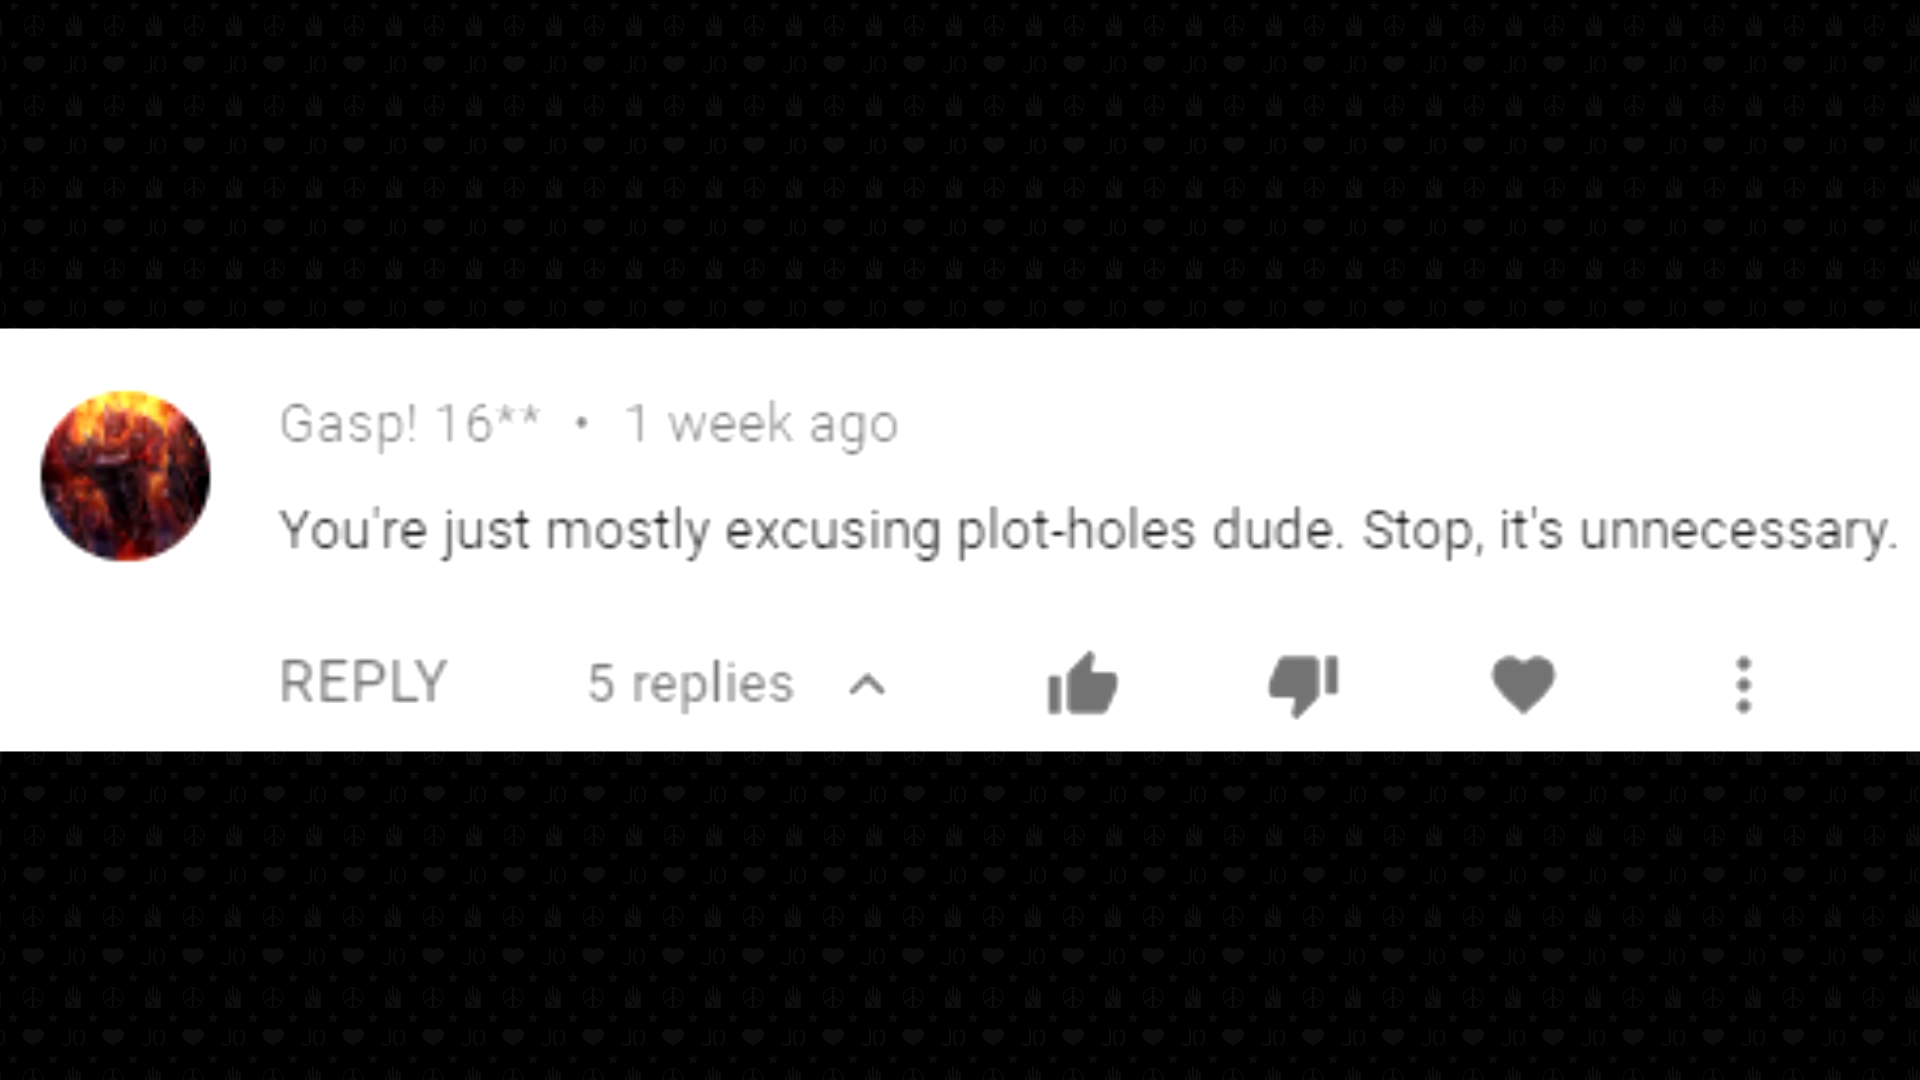 Gasp! 16** • 1 week ago
You're just mostly excusing plot-holes dude. Stop, it's unnecessary.
REPLY 5 replies